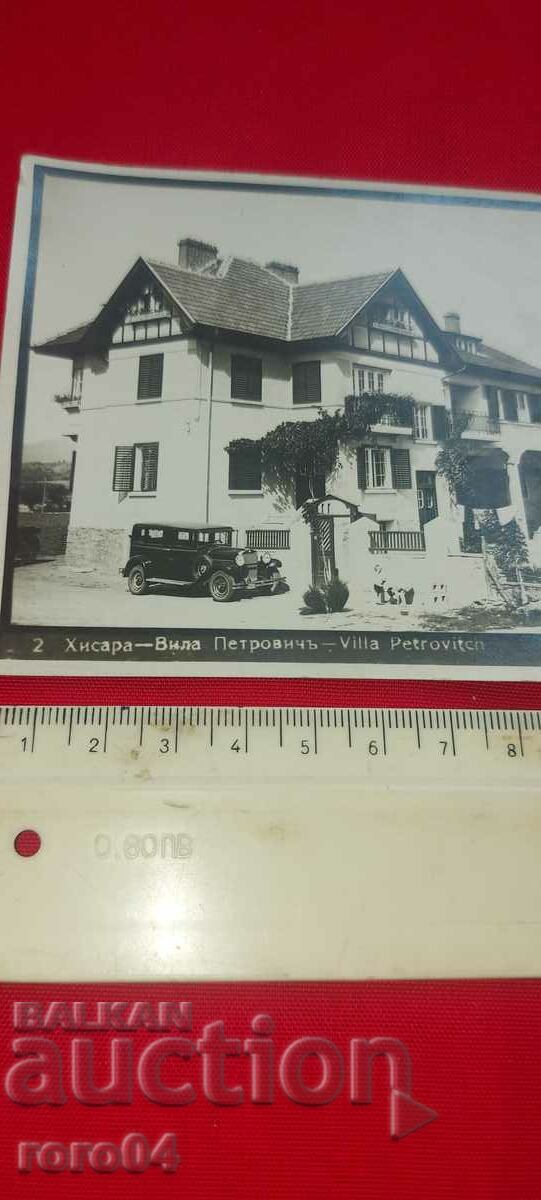 2 Хисара—Вила Петровичъ—Villa Petrovitch
1 2 3 4 5 6 7 8
0.80ЛВ
BALKAN
auction
roro04